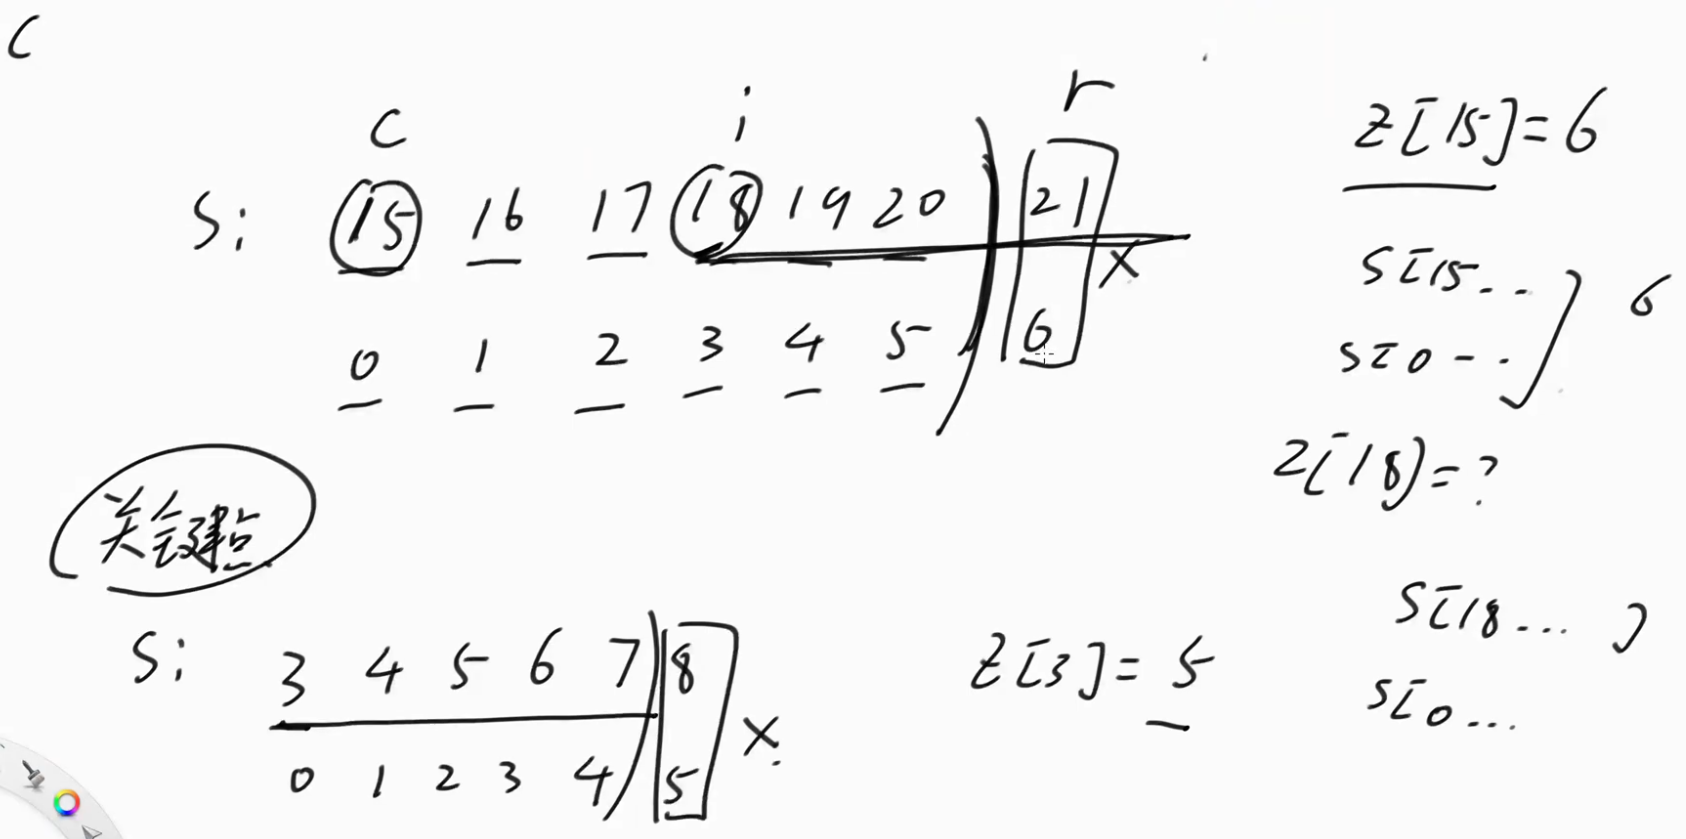 C
C i r
S: 15 16 17 18 19 20 21 x
0 1 2 3 4 5 6
关键点
S: 3 4 5 6 7 8 x
0 1 2 3 4 5
z[15]=6
S[15..
S[0--.
6
Z[18]=?
Z[3]=5
S[18...
S[0...